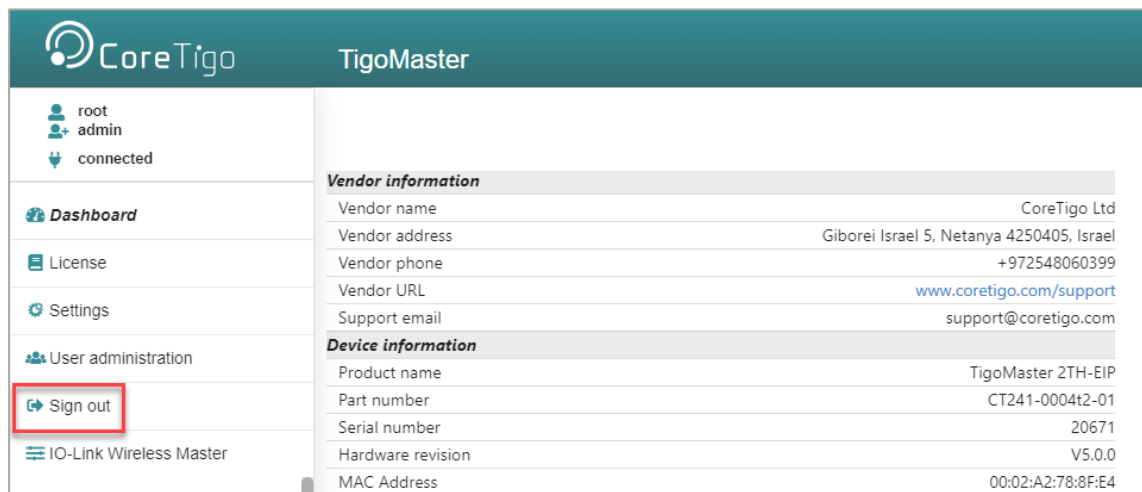 CoreTigo
TigoMaster
root
admin
connected
Dashboard
License
Settings
User administration
Sign out
IO-Link Wireless Master
Vendor information
Vendor name CoreTigo Ltd
Vendor address Giborei Israel 5, Netanya 4250405, Israel
Vendor phone +972548060399
Vendor URL www.coretigo.com/support
Support email support@coretigo.com
Device information
Product name TigoMaster 2TH-EIP
Part number CT241-0004t2-01
Serial number 20671
Hardware revision V5.0.0
MAC Address 00:02:A2:78:8F:E4